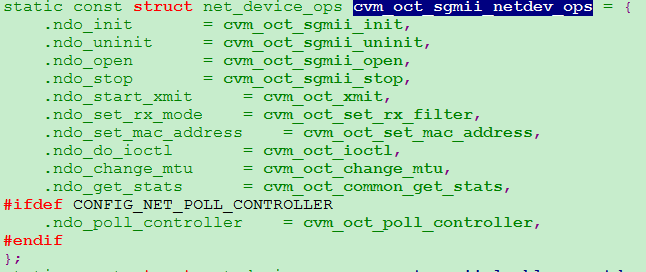 static const struct net_device_ops cvm_oct_sgmii_netdev_ops = {
.ndo_init = cvm_oct_sgmii_init,
.ndo_uninit = cvm_oct_sgmii_uninit,
.ndo_open = cvm_oct_sgmii_open,
.ndo_stop = cvm_oct_sgmii_stop,
.ndo_start_xmit = cvm_oct_xmit,
.ndo_set_rx_mode = cvm_oct_set_rx_filter,
.ndo_set_mac_address = cvm_oct_set_mac_address,
.ndo_do_ioctl = cvm_oct_ioctl,
.ndo_change_mtu = cvm_oct_change_mtu,
.ndo_get_stats = cvm_oct_common_get_stats,
#ifdef CONFIG_NET_POLL_CONTROLLER
.ndo_poll_controller = cvm_oct_poll_controller,
#endif
};